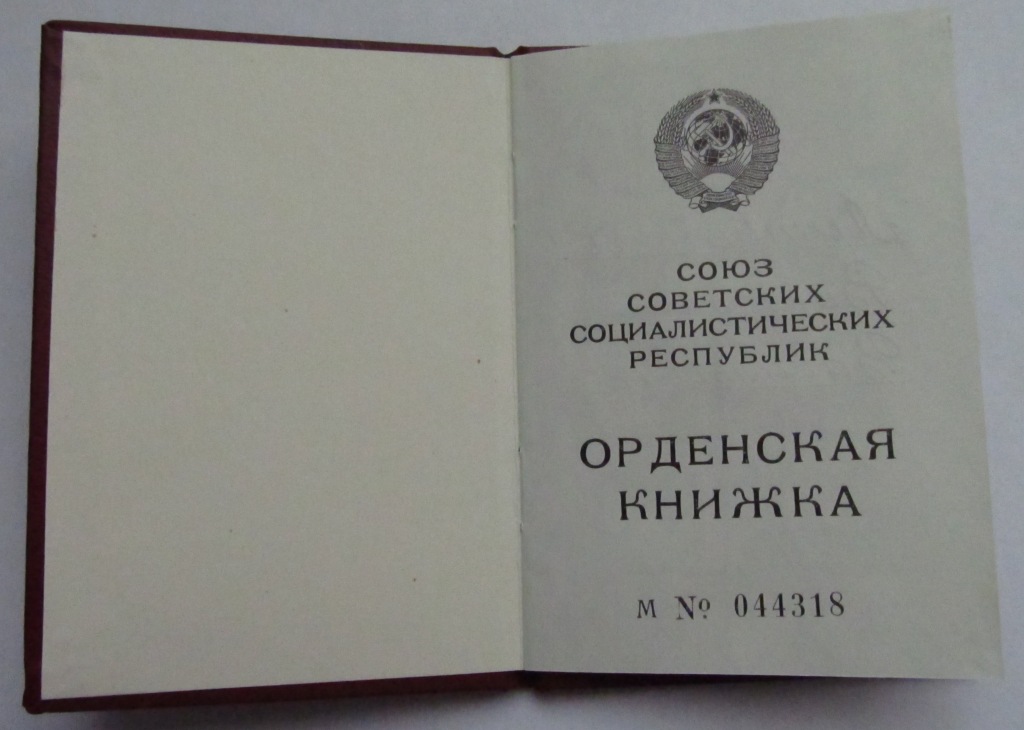 СОЮЗ
СОВЕТСКИХ
СОЦИАЛИСТИЧЕСКИХ
РЕСПУБЛИК
ОРДЕНСКАЯ
КНИЖКА
М № 044318